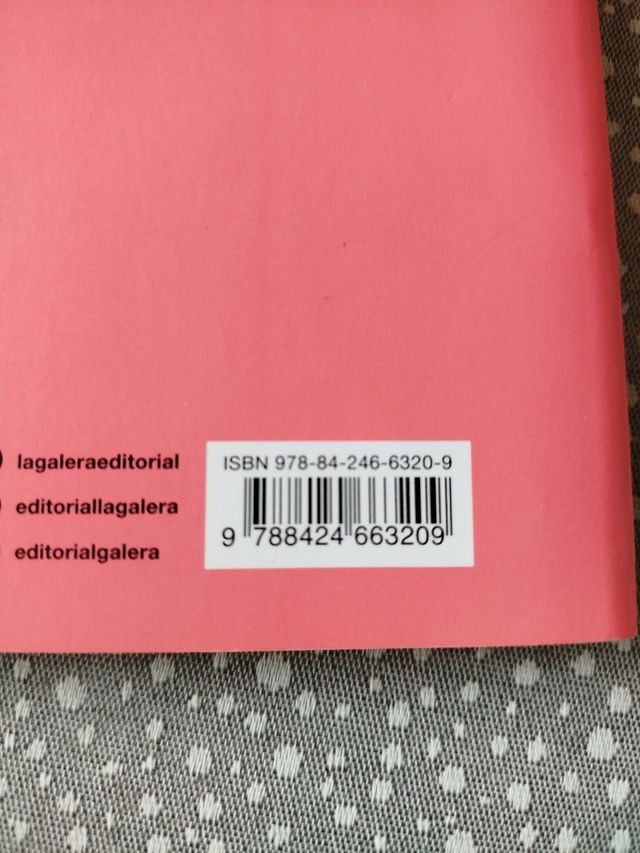 lagaleraeditorial
editoriallagalera
editorialgalera
ISBN 978-84-246-6320-9
9 788424 663209